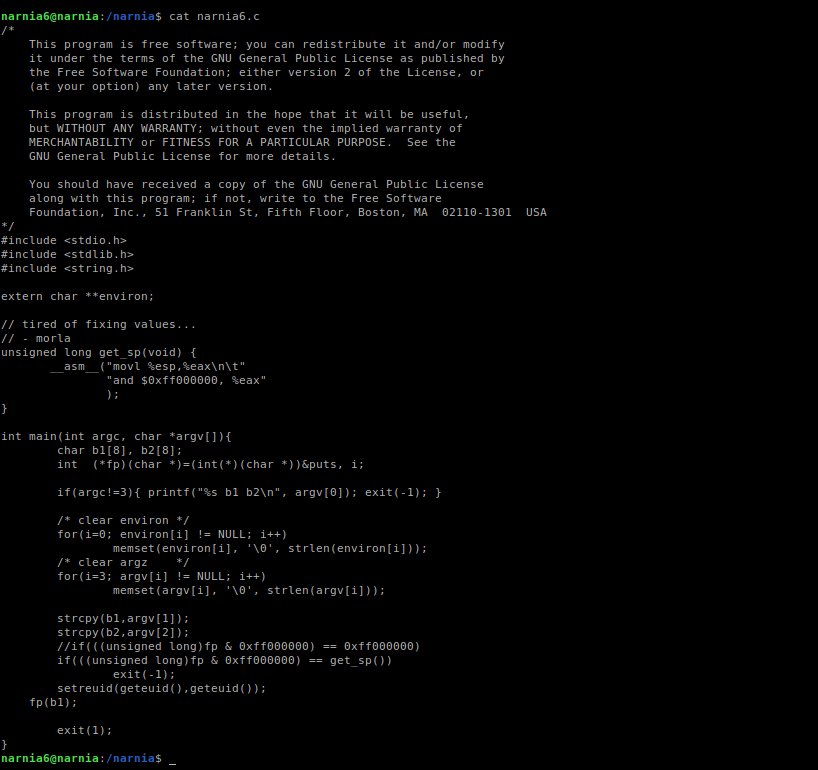 narnia6@narnia:/narnia$ cat narnia6.c
/*
    This program is free software; you can redistribute it and/or modify
    it under the terms of the GNU General Public License as published by
    the Free Software Foundation; either version 2 of the License, or
    (at your option) any later version.

    This program is distributed in the hope that it will be useful,
    but WITHOUT ANY WARRANTY; without even the implied warranty of
    MERCHANTABILITY or FITNESS FOR A PARTICULAR PURPOSE.  See the
    GNU General Public License for more details.

    You should have received a copy of the GNU General Public License
    along with this program; if not, write to the Free Software
    Foundation, Inc., 51 Franklin St, Fifth Floor, Boston, MA  02110-1301  USA
*/
#include <stdio.h>
#include <stdlib.h>
#include <string.h>

extern char **environ;

// tired of fixing values...
// - morla
unsigned long get_sp(void) {
       __asm__("movl %esp,%eax\n\t"
               "and $0xff000000, %eax"
               );
}

int main(int argc, char *argv[]){
        char b1[8], b2[8];
        int  (*fp)(char *)=(int(*)(char *))&puts, i;

        if(argc!=3){ printf("%s b1 b2\n", argv[0]); exit(-1); }

        /* clear environ */
        for(i=0; environ[i] != NULL; i++)
                memset(environ[i], '\0', strlen(environ[i]));
        /* clear argz    */
        for(i=3; argv[i] != NULL; i++)
                memset(argv[i], '\0', strlen(argv[i]));

        strcpy(b1,argv[1]);
        strcpy(b2,argv[2]);
        //if(((unsigned long)fp & 0xff000000) == 0xff000000)
        if(((unsigned long)fp & 0xff000000) == get_sp())
                exit(-1);
        setreuid(geteuid(),geteuid());
    fp(b1);

        exit(1);
}
narnia6@narnia:/narnia$ _